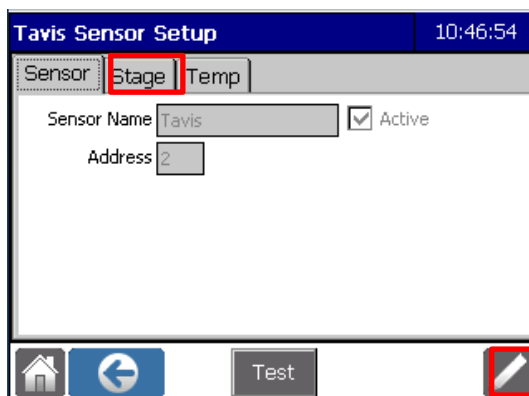 Tavis Sensor Setup 10:46:54
Sensor Stage Temp
Sensor Name Tavis Active
Address 2
Test